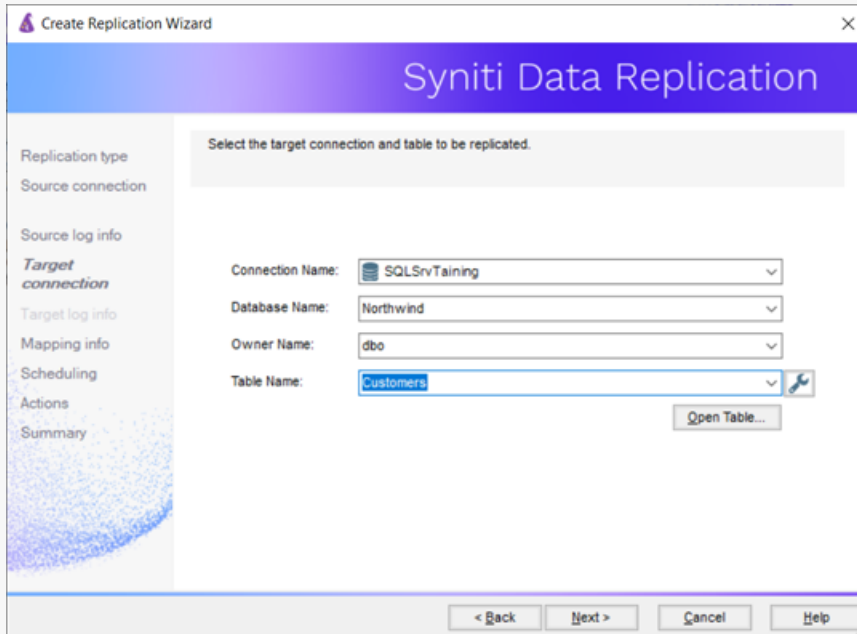 Create Replication Wizard
Syniti Data Replication
Replication type
Source connection
Source log info
Target
connection
Target log info
Mapping info
Scheduling
Actions
Summary
Select the target connection and table to be replicated.
Connection Name: SQLSrvTaining
Database Name: Northwind
Owner Name: dbo
Table Name: Customers
Open Table...
< Back Next > Cancel Help